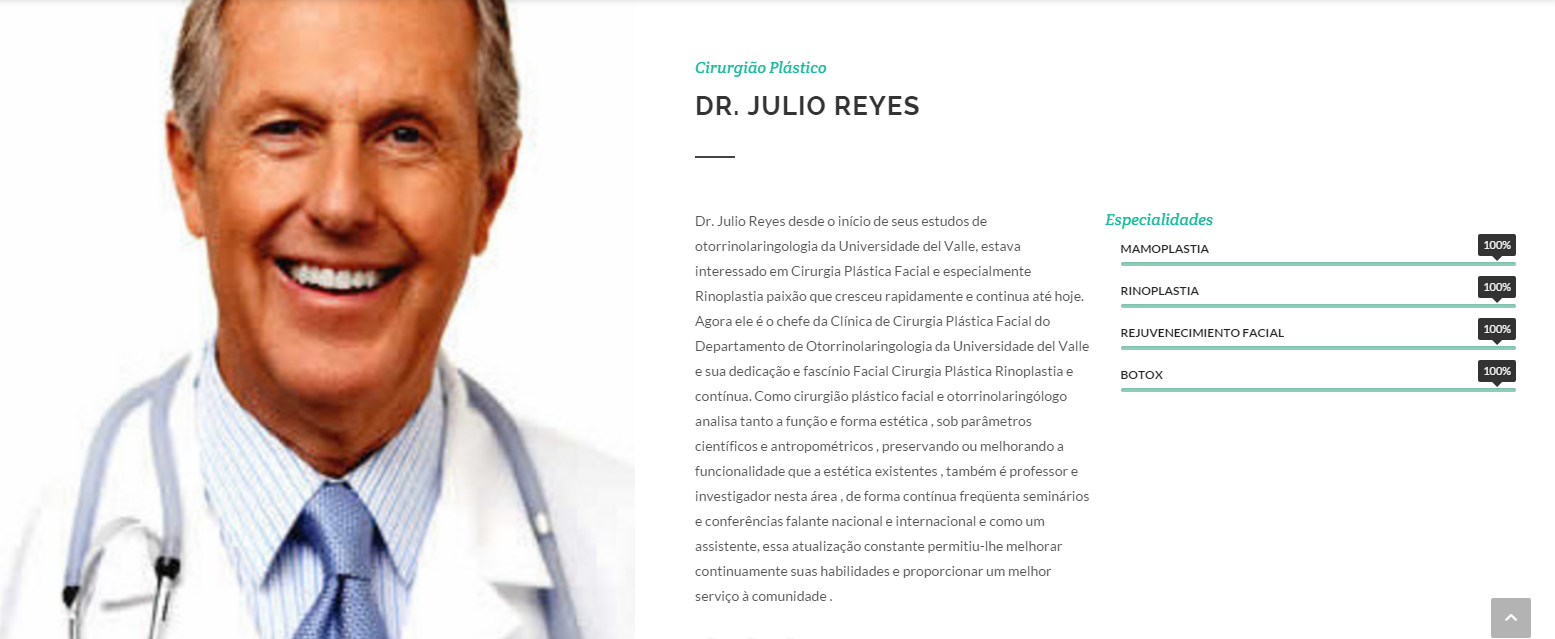 Cirurgião Plástico
DR. JULIO REYES
Dr. Julio Reyes desde o início de seus estudos de
otorrinolaringologia da Universidade del Valle, estava
interessado em Cirurgia Plástica Facial e especialmente
Rinoplastia paixão que cresceu rapidamente e continua até hoje.
Agora ele é o chefe da Clínica de Cirurgia Plástica Facial do
Departamento de Otorrinolaringologia da Universidade del Valle
e sua dedicação e fascínio Facial Cirurgia Plástica Rinoplastia e
contínua. Como cirurgião plástico facial e otorrinolaringólogo
analisa tanto a função e forma estética , sob parâmetros
científicos e antropométricos , preservando ou melhorando a
funcionalidade que a estética existentes , também é professor e
investigador nesta área , de forma contínua freqüenta seminários
e conferências falante nacional e internacional e como um
assistente, essa atualização constante permitiu-lhe melhorar
continuamente suas habilidades e proporcionar um melhor
serviço à comunidade .
Especialidades
MAMOPLASTIA 100%
RINOPLASTIA 100%
REJUVENECIMIENTO FACIAL 100%
BOTOX 100%